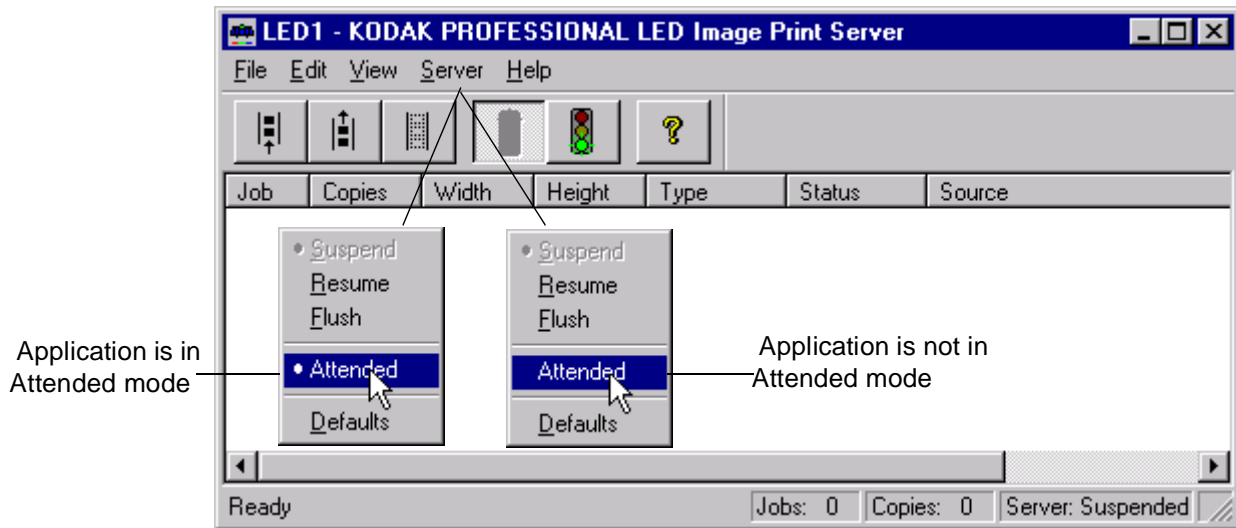 LED1 - KODAK PROFESSIONAL LED Image Print Server
File Edit View Server Help
Job Copies Width Height Type Status Source
• Suspend
Resume
Flush
• Attended
Defaults
• Suspend
Resume
Flush
Attended
Defaults
Application is in
Attended mode
Application is not in
Attended mode
Ready
Jobs: 0 Copies: 0 Server: Suspended